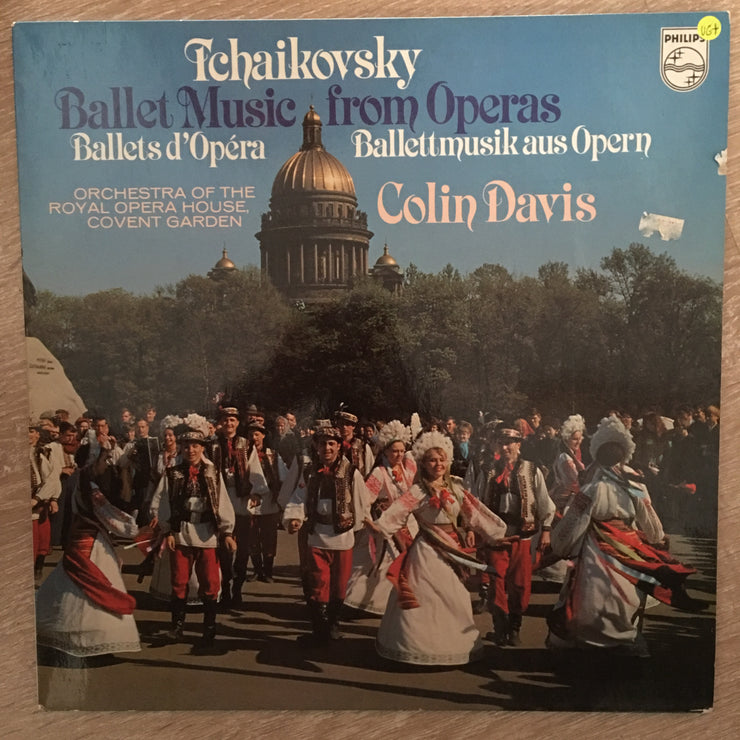 Tchaikovsky
Ballet Music from Operas
Ballets d'Opéra Ballettmusik aus Opern
ORCHESTRA OF THE
ROYAL OPERA HOUSE,
COVENT GARDEN
Colin Davis
PHILIPS
VG+